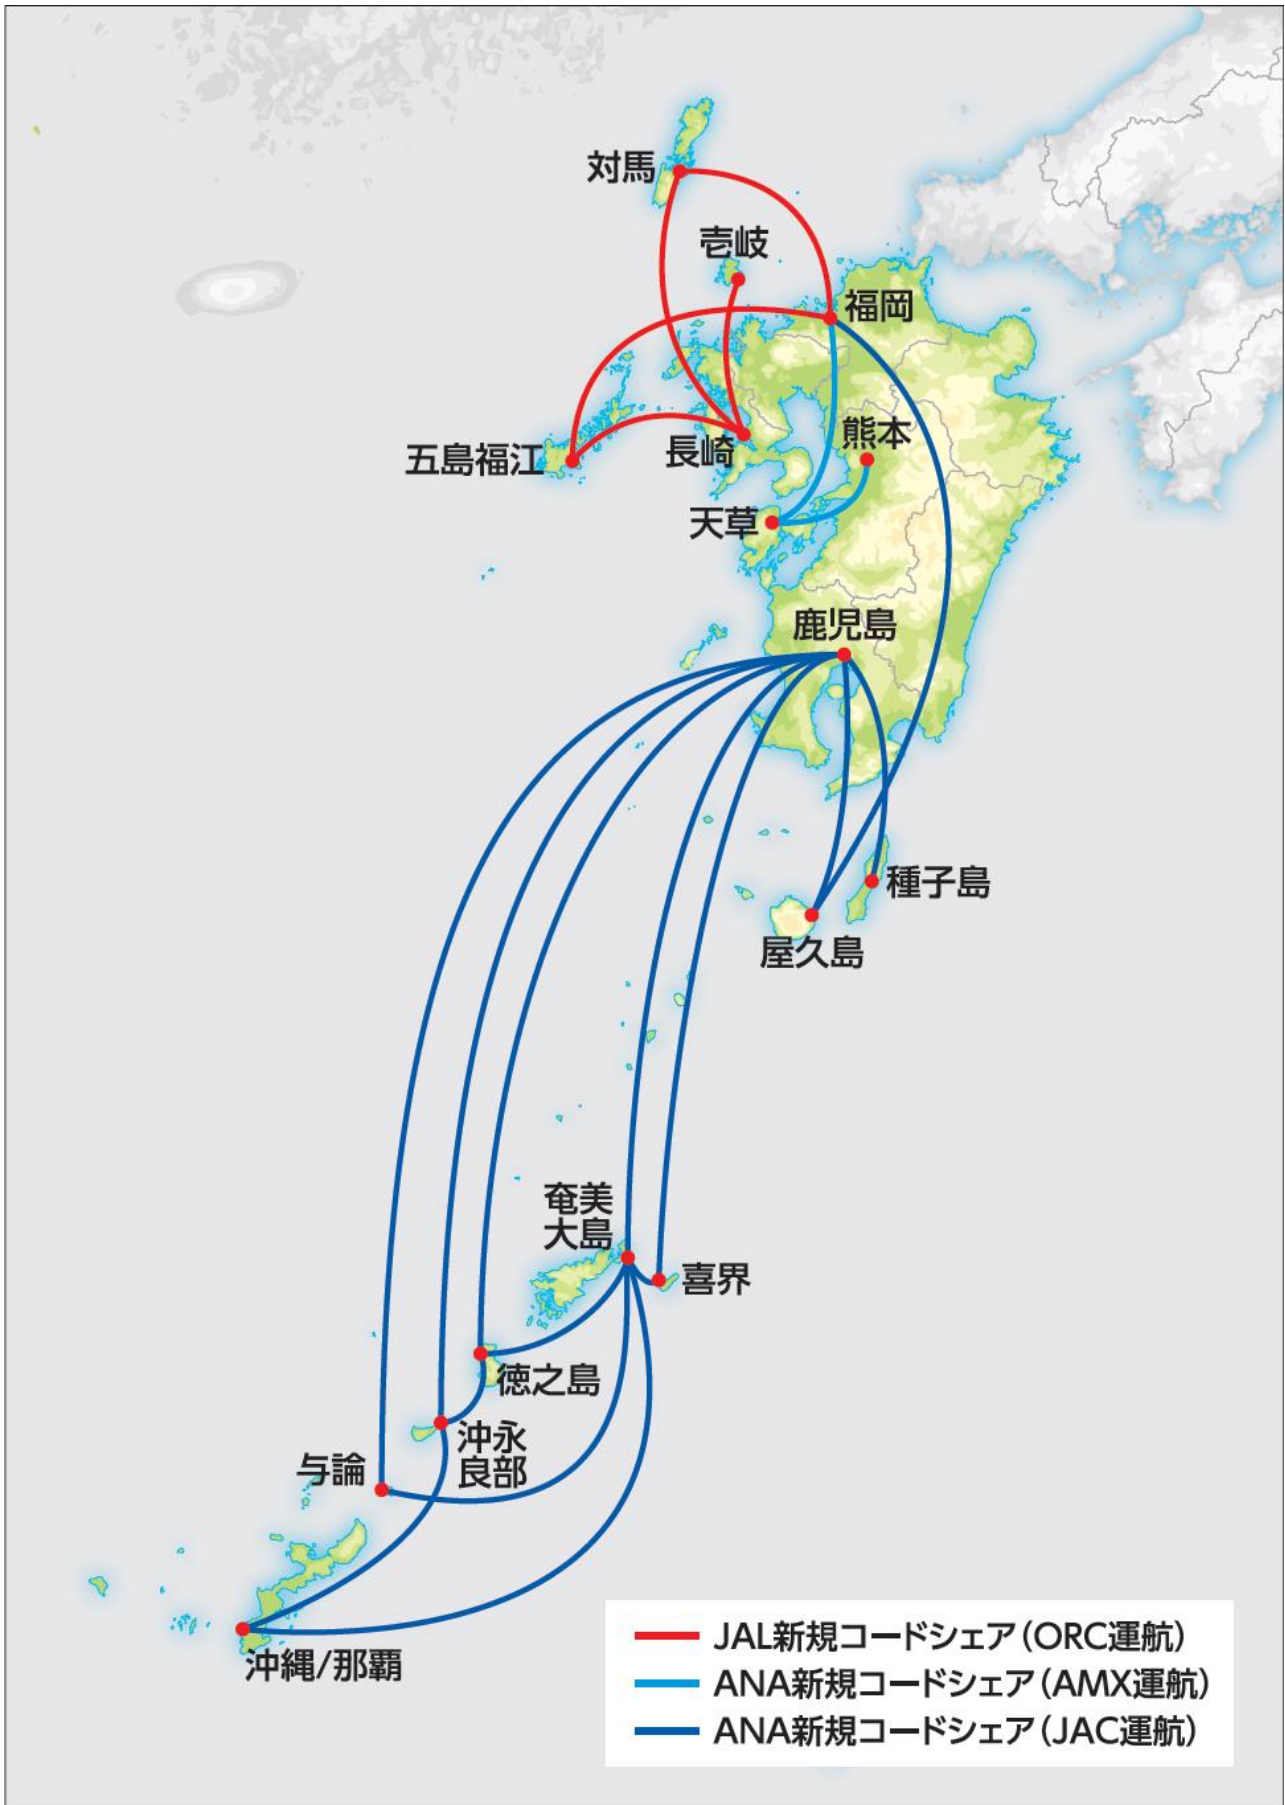 対馬
壱岐
福岡
五島福江
長崎
熊本
天草
鹿児島
種子島
屋久島
奄美
大島
喜界
徳之島
沖永
良部
与論
沖縄/那覇
JAL新規コードシェア(ORC運航)
ANA新規コードシェア(AMX運航)
ANA新規コードシェア(JAC運航)